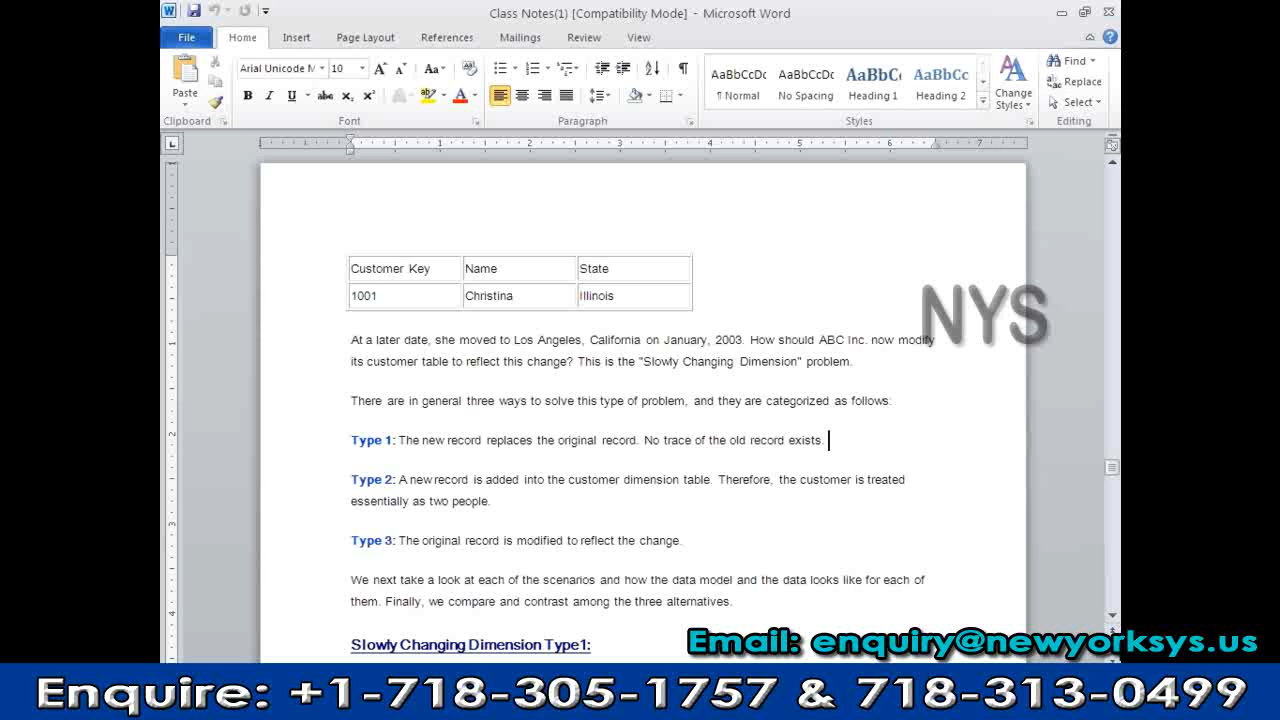 Class Notes(1) [Compatibility Mode] - Microsoft Word
File Home Insert Page Layout References Mailings Review View
Arial Unicode M 10
Paste
AaBbCcDc AaBbCcDc AaBbC AaBbCc
¶ Normal No Spacing Heading 1 Heading 2
Change Styles
Find
Replace
Select
Clipboard Font Paragraph Styles Editing
1 1 2 3 4 5 6 7
Customer Key Name State
1001 Christina Illinois
NYS
At a later date, she moved to Los Angeles, California on January, 2003. How should ABC Inc. now modify
its customer table to reflect this change? This is the "Slowly Changing Dimension" problem.
There are in general three ways to solve this type of problem, and they are categorized as follows:
Type 1: The new record replaces the original record. No trace of the old record exists.
Type 2: A new record is added into the customer dimension table. Therefore, the customer is treated
essentially as two people.
Type 3: The original record is modified to reflect the change.
We next take a look at each of the scenarios and how the data model and the data looks like for each of
them. Finally, we compare and contrast among the three alternatives.
Slowly Changing Dimension Type1:
Email: enquiry@newyorksys.us
Enquire: +1-718-305-1757 & 718-313-0499